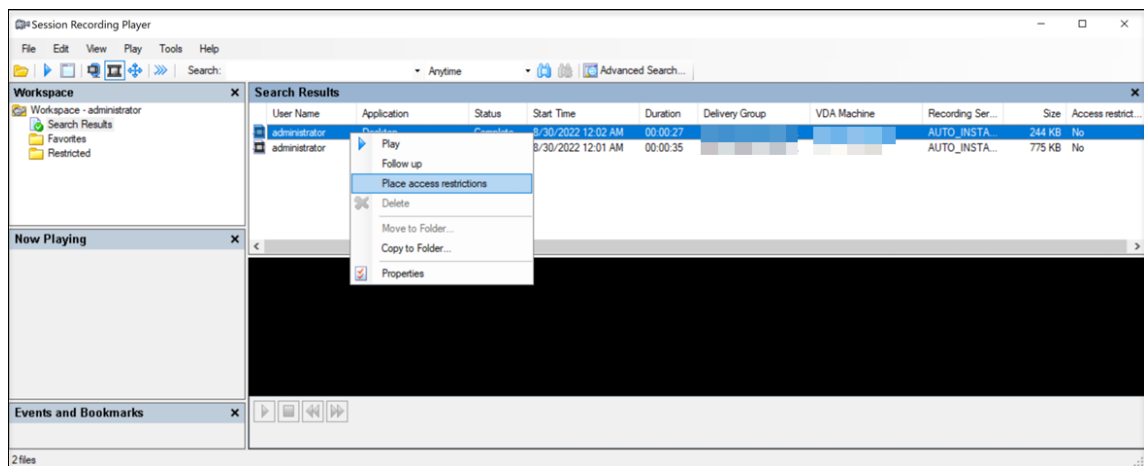 Session Recording Player
File Edit View Play Tools Help
Search: Anytime Advanced Search...
Workspace
Workspace - administrator
Search Results
Favorites
Restricted
Now Playing
Events and Bookmarks
Search Results
User Name Application Status Start Time Duration Delivery Group VDA Machine Recording Ser... Size Access restrict...
administrator Desktop Complete 8/30/2022 12:02 AM 00:00:27 AUTO_INSTA... 244 KB No
administrator 8/30/2022 12:01 AM 00:00:35 AUTO_INSTA... 775 KB No
Play
Follow up
Place access restrictions
Delete
Move to Folder...
Copy to Folder...
Properties
2 files